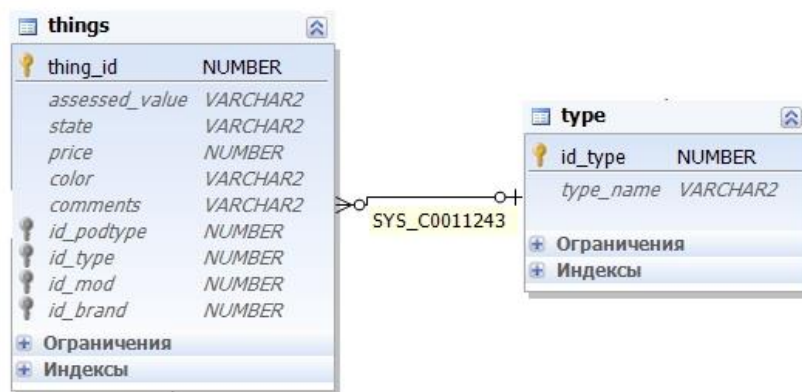 things
thing_id NUMBER
assessed_value VARCHAR2
state VARCHAR2
price NUMBER
color VARCHAR2
comments VARCHAR2
id_podtype NUMBER
id_type NUMBER
id_mod NUMBER
id_brand NUMBER
Ограничения
Индексы
SYS_C0011243
type
id_type NUMBER
type_name VARCHAR2
Ограничения
Индексы